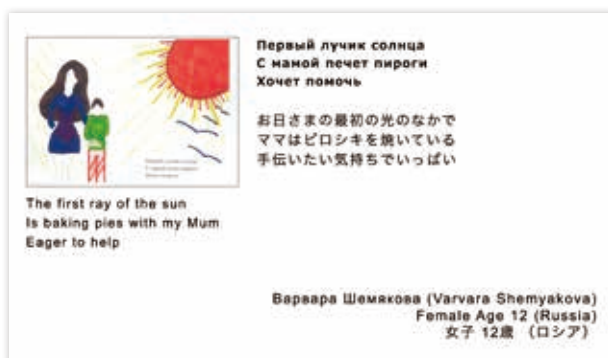 Первый лучик солнца
С мамой печет пироги
Хочет помочь
お日さまの最初の光のなかで
ママはピロシキを焼いている
手伝いたい気持ちでいっぱい
The first ray of the sun
Is baking pies with my Mum
Eager to help
Варвара Шемякова (Varvara Shemyakova)
Female Age 12 (Russia)
女子 12歳 (ロシア)